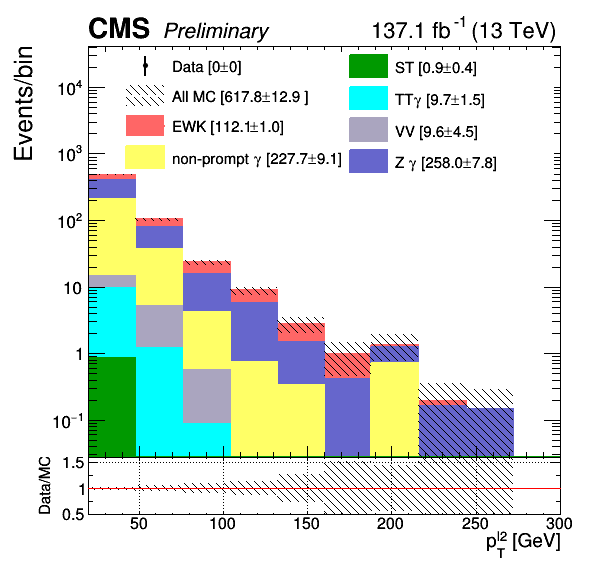 CMS Preliminary 137.1 fb⁻¹ (13 TeV)
Events/bin
Data [0±0]
All MC [617.8±12.9 ]
EWK [112.1±1.0]
non-prompt γ [227.7±9.1]
ST [0.9±0.4]
TTγ [9.7±1.5]
VV [9.6±4.5]
Z γ [258.0±7.8]
10⁴
10³
10²
10
1
10⁻¹
Data/MC
1.5
1
0.5
50 100 150 200 250 300
p_T^l2 [GeV]